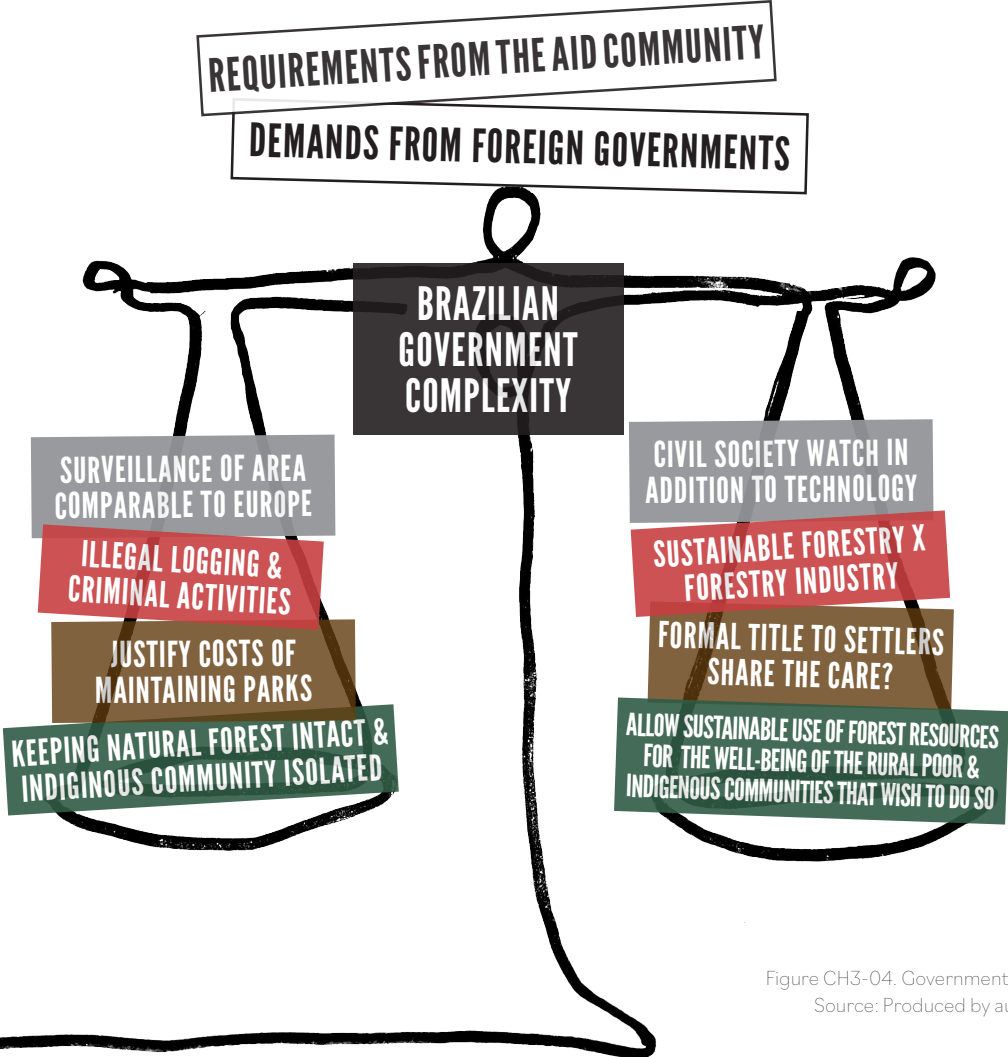 REQUIREMENTS FROM THE AID COMMUNITY
DEMANDS FROM FOREIGN GOVERNMENTS
BRAZILIAN
GOVERNMENT
COMPLEXITY
SURVEILLANCE OF AREA
COMPARABLE TO EUROPE
ILLEGAL LOGGING &
CRIMINAL ACTIVITIES
JUSTIFY COSTS OF
MAINTAINING PARKS
KEEPING NATURAL FOREST INTACT &
INDIGINOUS COMMUNITY ISOLATED
CIVIL SOCIETY WATCH IN
ADDITION TO TECHNOLOGY
SUSTAINABLE FORESTRY X
FORESTRY INDUSTRY
FORMAL TITLE TO SETTLERS
SHARE THE CARE?
ALLOW SUSTAINABLE USE OF FOREST RESOURCES
FOR THE WELL-BEING OF THE RURAL POOR &
INDIGENOUS COMMUNITIES THAT WISH TO DO SO
Figure CH3-04. Government
Source: Produced by